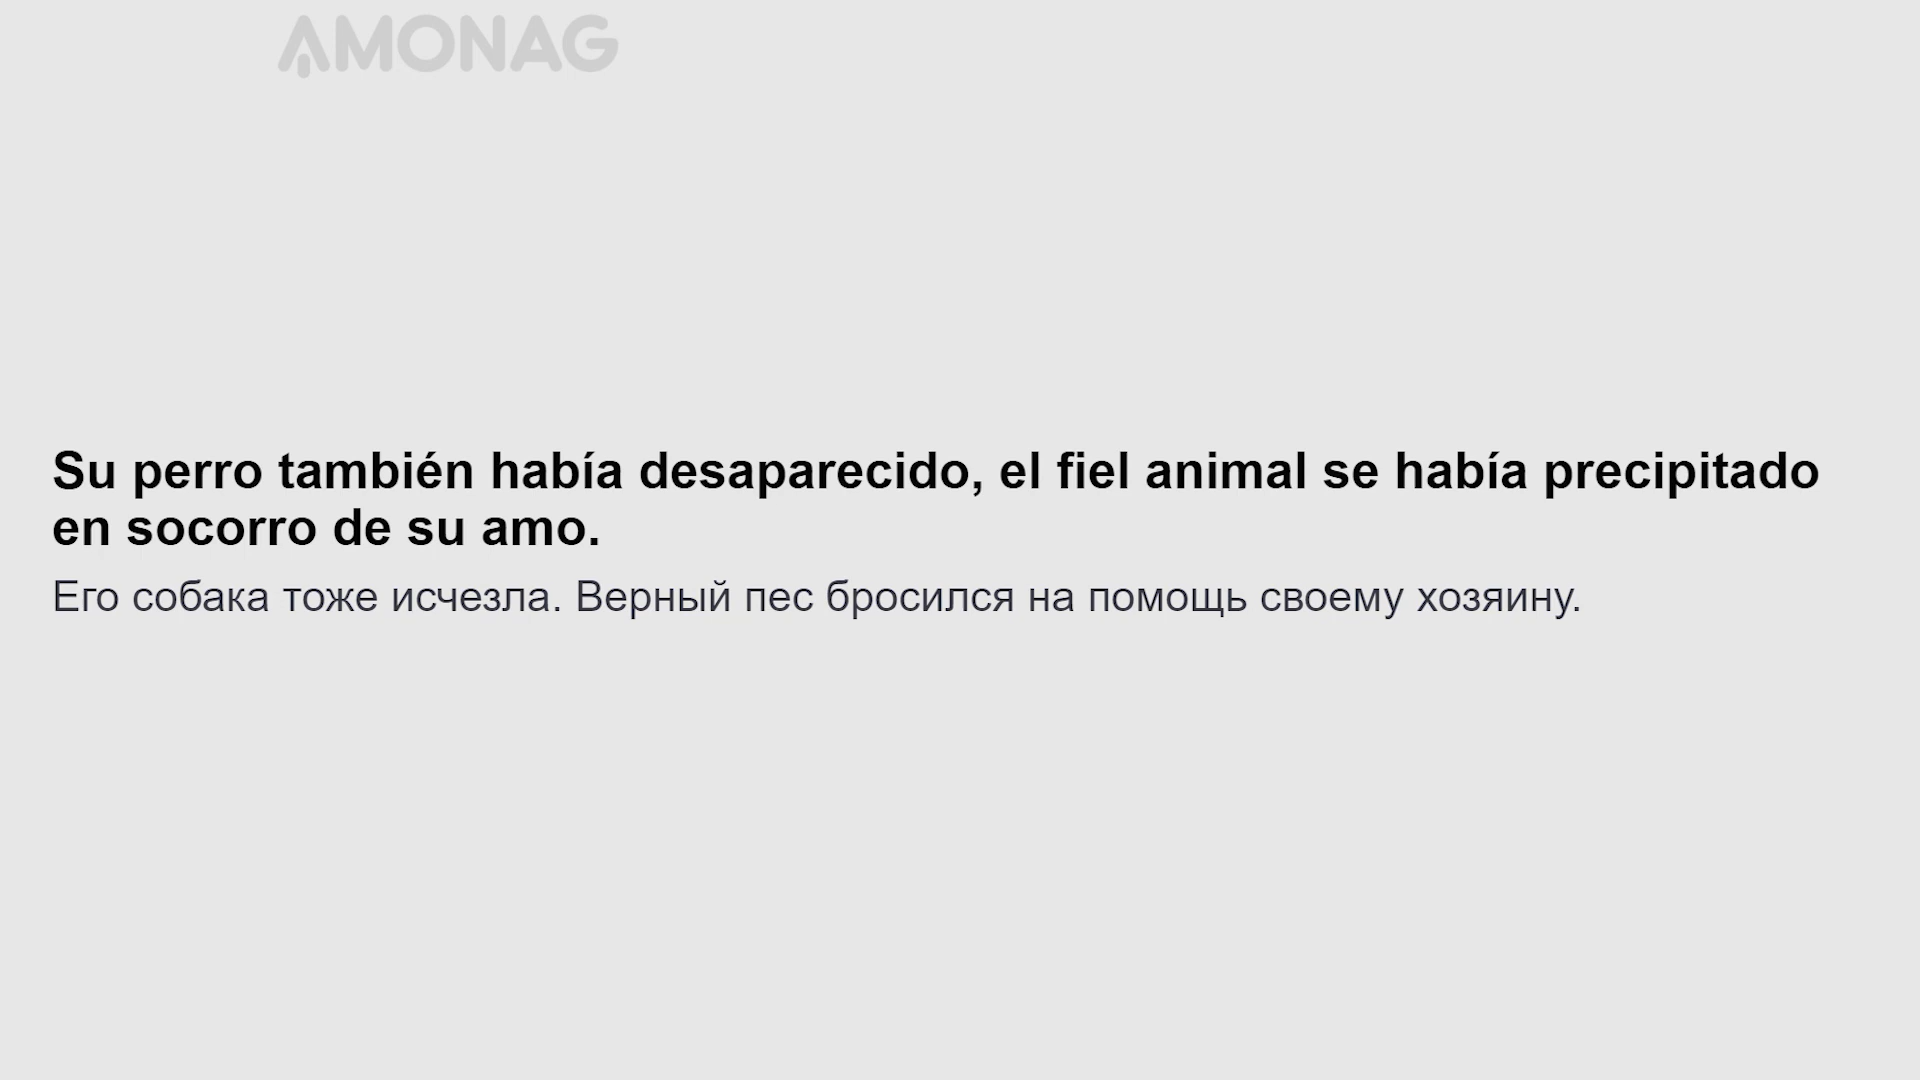 AMONAG
Su perro también había desaparecido, el fiel animal se había precipitado
en socorro de su amo.
Его собака тоже исчезла. Верный пес бросился на помощь своему хозяину.